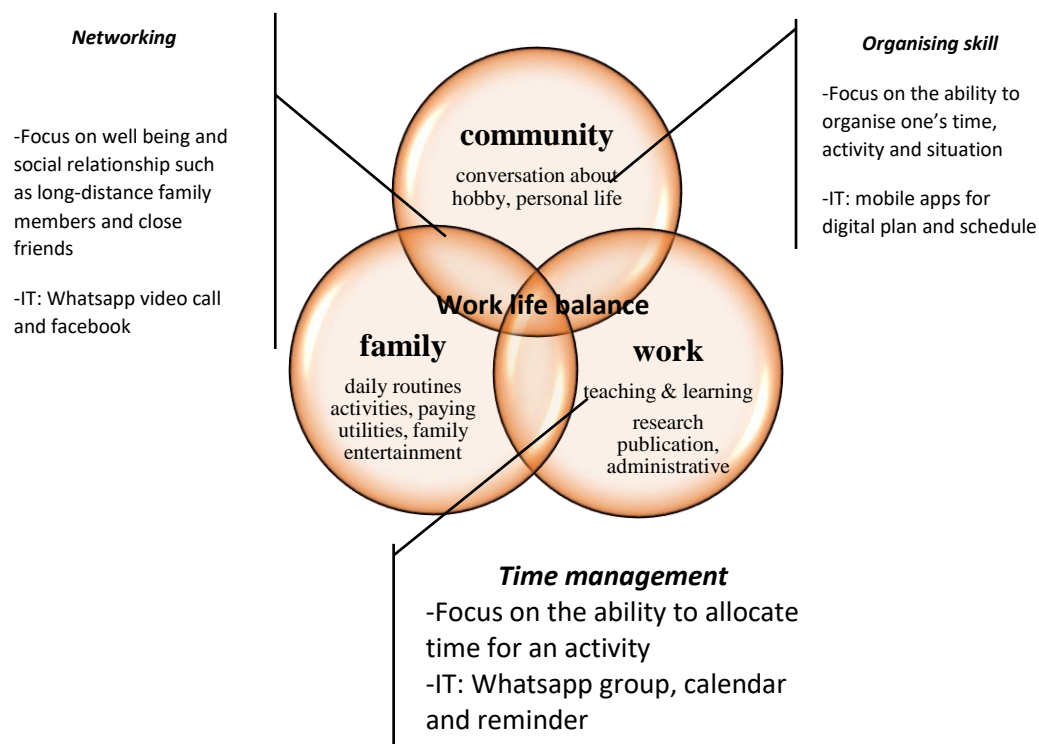 Networking
-Focus on well being and
social relationship such
as long-distance family
members and close
friends
-IT: Whatsapp video call
and facebook
Organising skill
-Focus on the ability to
organise one’s time,
activity and situation
-IT: mobile apps for
digital plan and schedule
community
conversation about
hobby, personal life
Work life balance
family
daily routines
activities, paying
utilities, family
entertainment
work
teaching & learning
research
publication,
administrative
Time management
-Focus on the ability to allocate
time for an activity
-IT: Whatsapp group, calendar
and reminder